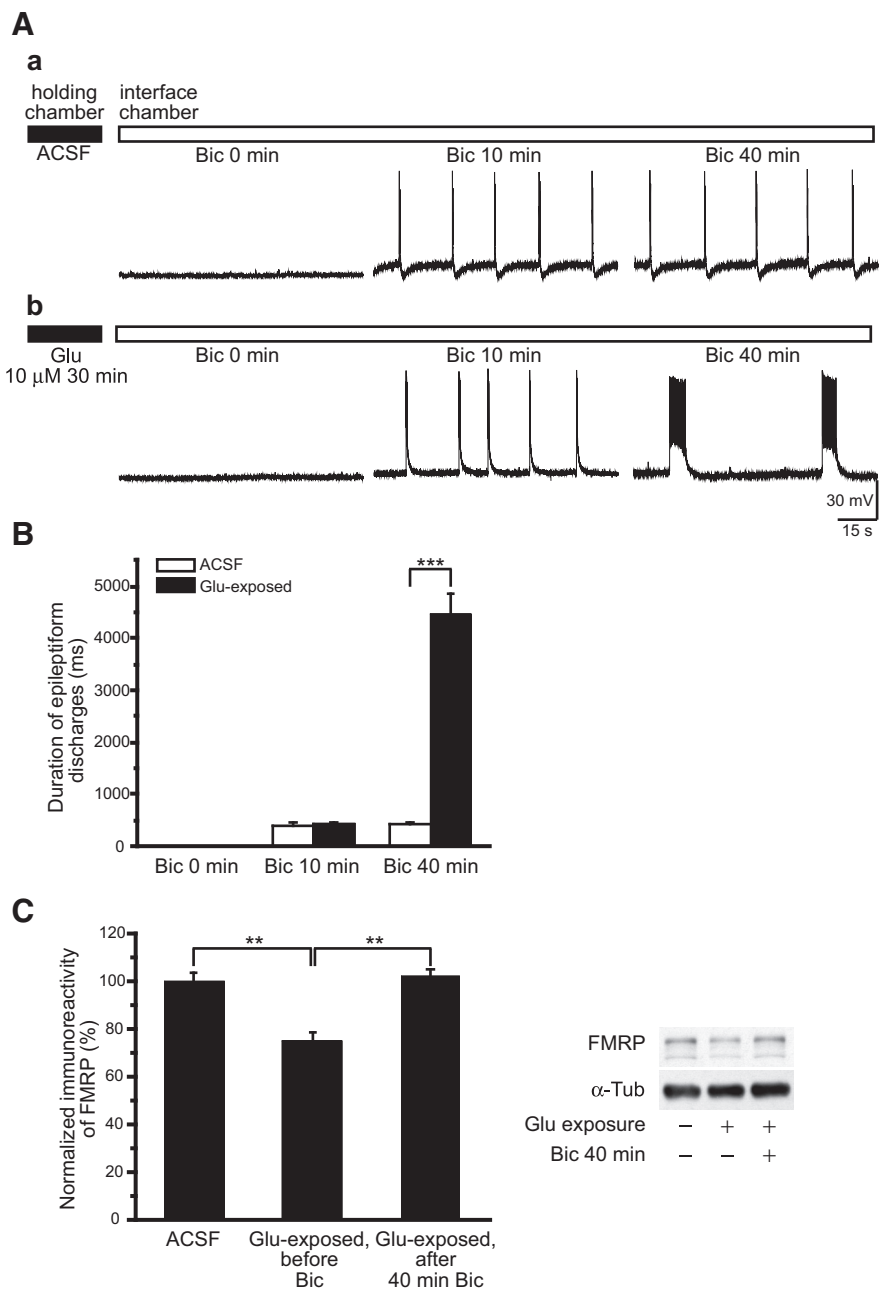 A
a
holding chamber
interface chamber
ACSF
Bic 0 min
Bic 10 min
Bic 40 min
b
Glu
10 μM 30 min
Bic 0 min
Bic 10 min
Bic 40 min
30 mV
15 s
B
Duration of epileptiform
discharges (ms)
5000
4000
3000
2000
1000
0
ACSF
Glu-exposed
***
Bic 0 min
Bic 10 min
Bic 40 min
C
Normalized immunoreactivity
of FMRP (%)
120
100
80
60
40
20
0
**
**
ACSF
Glu-exposed,
before
Bic
Glu-exposed,
after
40 min Bic
FMRP
α-Tub
Glu exposure – + +
Bic 40 min – – +